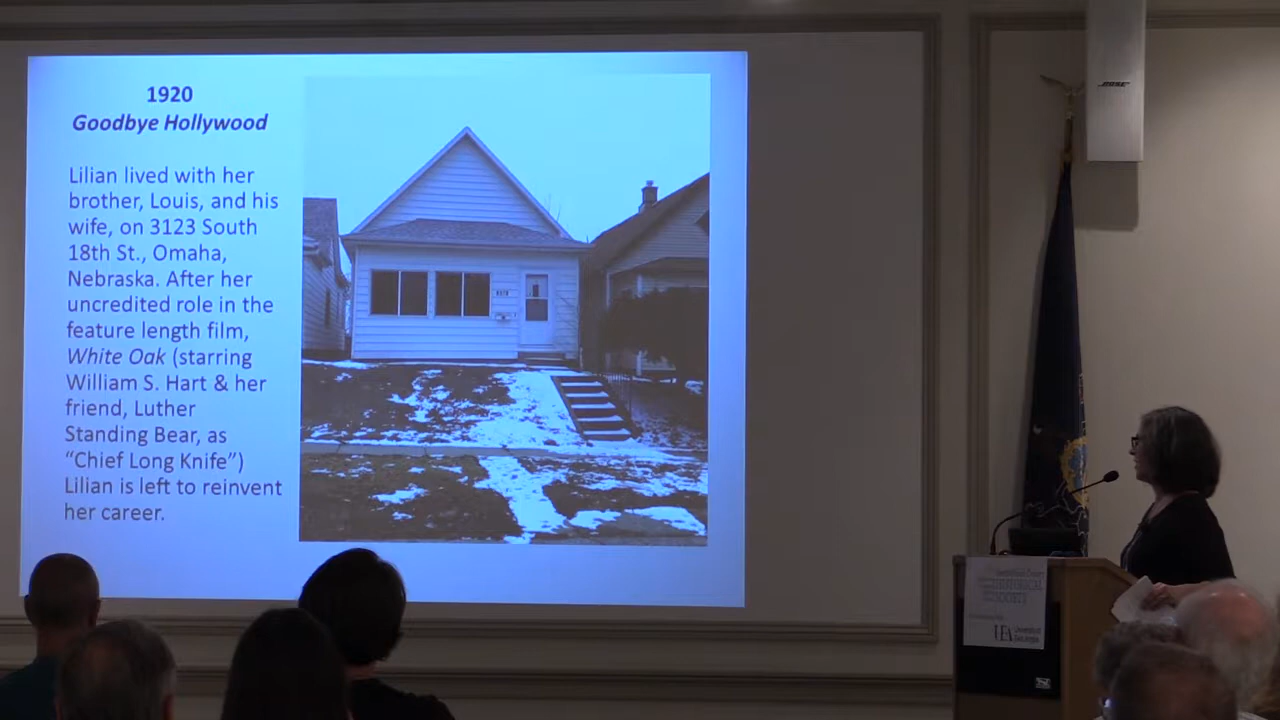 1920
Goodbye Hollywood
Lilian lived with her
brother, Louis, and his
wife, on 3123 South
18th St., Omaha,
Nebraska. After her
uncredited role in the
feature length film,
White Oak (starring
William S. Hart & her
friend, Luther
Standing Bear, as
“Chief Long Knife”)
Lilian is left to reinvent
her career.
BOSE
UEA